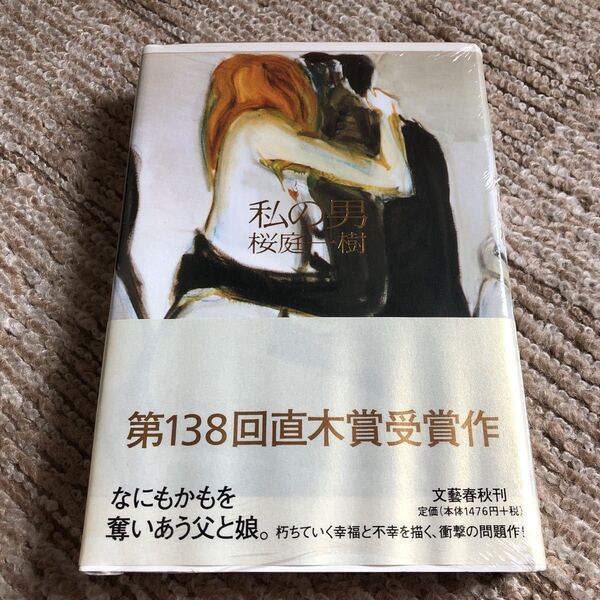 私の男
桜庭一樹
第138回直木賞受賞作
なにもかもを
奪いあう父と娘。朽ちていく幸福と不幸を描く、衝撃の問題作!
文藝春秋刊
定価(本体1476円+税)